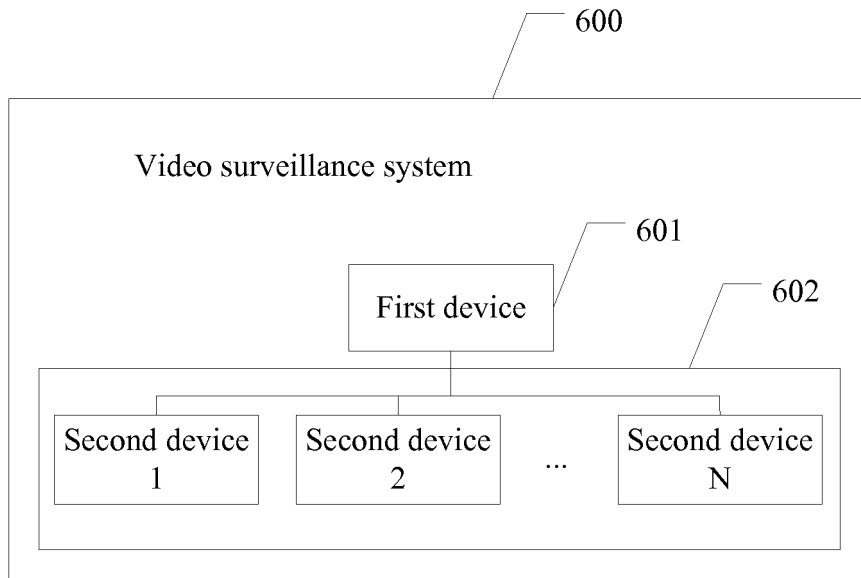 600
Video surveillance system
601
First device
602
Second device
1
Second device
2
...
Second device
N